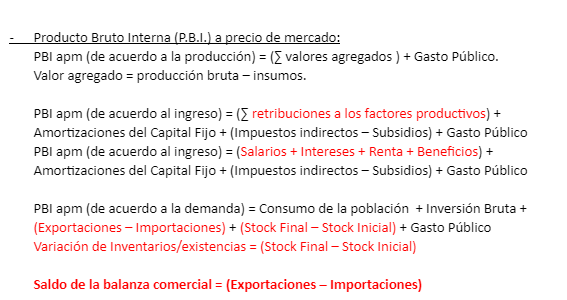 - Producto Bruto Interna (P.B.I.) a precio de mercado:
PBI apm (de acuerdo a la producción) = (∑ valores agregados ) + Gasto Público.
Valor agregado = producción bruta – insumos.
PBI apm (de acuerdo al ingreso) = (∑ retribuciones a los factores productivos) +
Amortizaciones del Capital Fijo + (Impuestos indirectos – Subsidios) + Gasto Público
PBI apm (de acuerdo al ingreso) = (Salarios + Intereses + Renta + Beneficios) +
Amortizaciones del Capital Fijo + (Impuestos indirectos – Subsidios) + Gasto Público
PBI apm (de acuerdo a la demanda) = Consumo de la población + Inversión Bruta +
(Exportaciones – Importaciones) + (Stock Final – Stock Inicial) + Gasto Público
Variación de Inventarios/existencias = (Stock Final – Stock Inicial)
Saldo de la balanza comercial = (Exportaciones – Importaciones)